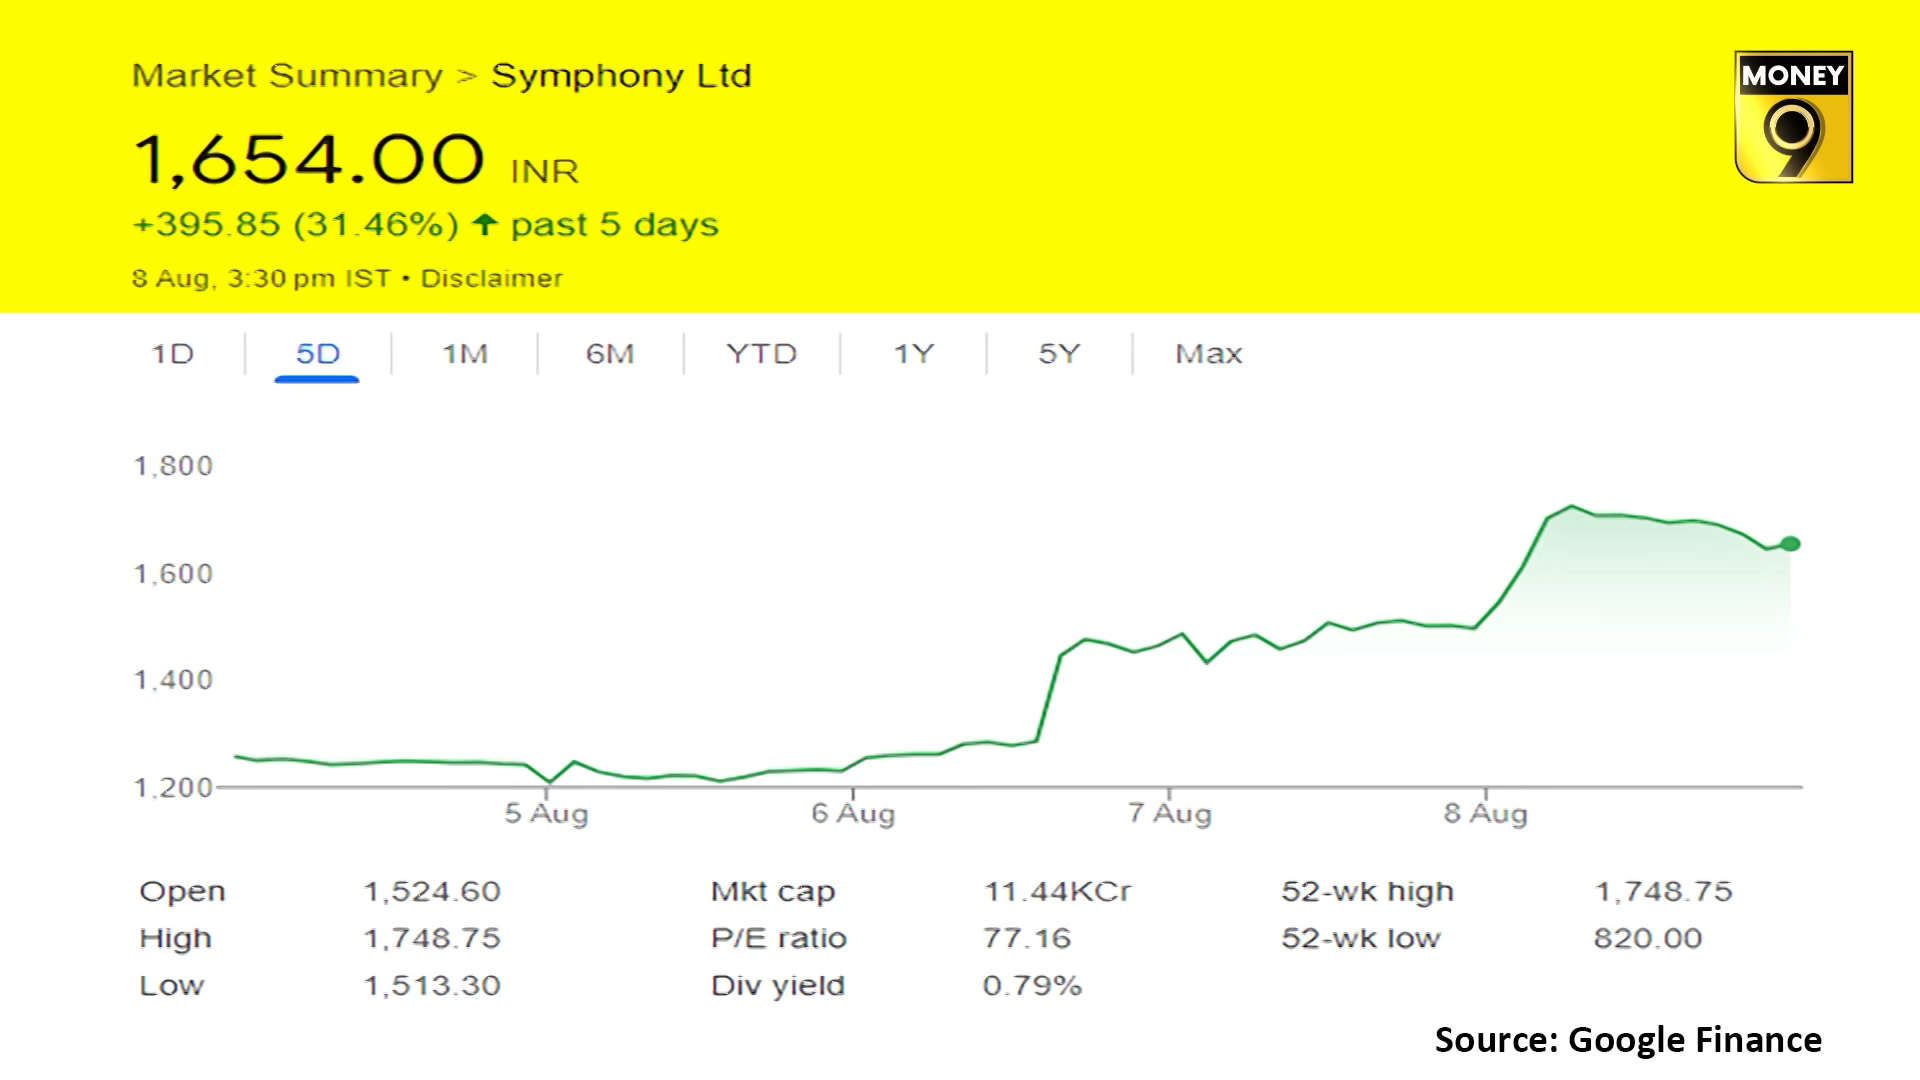 Market Summary > Symphony Ltd
MONEY
9
1,654.00 INR
+395.85 (31.46%) ↑ past 5 days
8 Aug, 3:30 pm IST • Disclaimer
1D 5D 1M 6M YTD 1Y 5Y Max
1,800
1,600
1,400
1,200
5 Aug 6 Aug 7 Aug 8 Aug
Open 1,524.60 Mkt cap 11.44KCr 52-wk high 1,748.75
High 1,748.75 P/E ratio 77.16 52-wk low 820.00
Low 1,513.30 Div yield 0.79%
Source: Google Finance